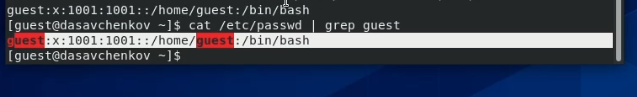 guest:x:1001:1001::/home/guest:/bin/bash
[guest@dasavchenkov ~]$ cat /etc/passwd | grep guest
guest:x:1001:1001::/home/guest:/bin/bash
[guest@dasavchenkov ~]$